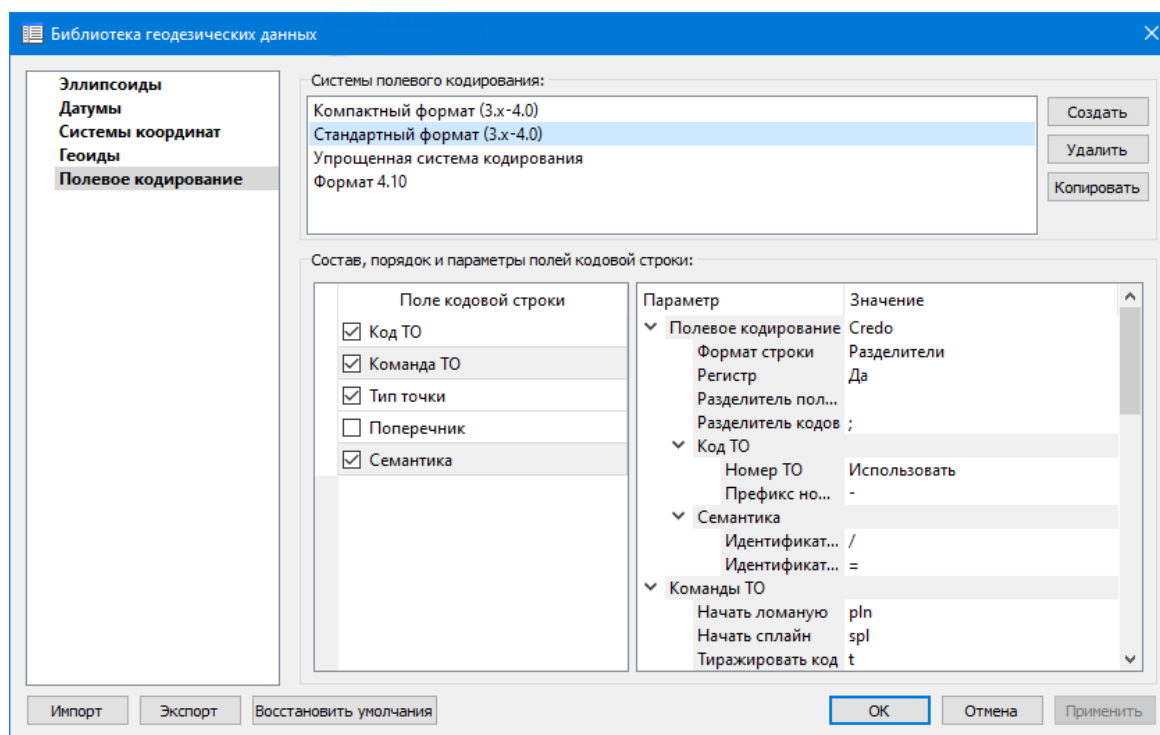 Библиотека геодезических данных
Эллипсоиды
Датумы
Системы координат
Геоиды
Полевое кодирование
Системы полевого кодирования:
Компактный формат (3.x-4.0)
Стандартный формат (3.x-4.0)
Упрощенная система кодирования
Формат 4.10
Создать
Удалить
Копировать
Состав, порядок и параметры полей кодовой строки:
Поле кодовой строки
Код ТО
Команда ТО
Тип точки
Поперечник
Семантика
Параметр Значение
Полевое кодирование Credo
Формат строки Разделители
Регистр Да
Разделитель пол...
Разделитель кодов ;
Код ТО
Номер ТО Использовать
Префикс но... -
Семантика
Идентификат... /
Идентификат... =
Команды ТО
Начать ломаную pln
Начать сплайн spl
Тиражировать код t
Импорт Экспорт Восстановить умолчания OK Отмена Применить